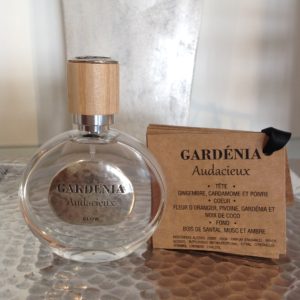 GARDÉNIA
Audacieux
ELUM
GARDÉNIA
Audacieux
• TÊTE •
GINGEMBRE, CARDAMOME ET POIVRE
• COEUR •
FLEUR D'ORANGER, PIVOINE, GARDÉNIA ET
NOIX DE COCO
• FOND •
BOIS DE SANTAL, MUSC ET AMBRE